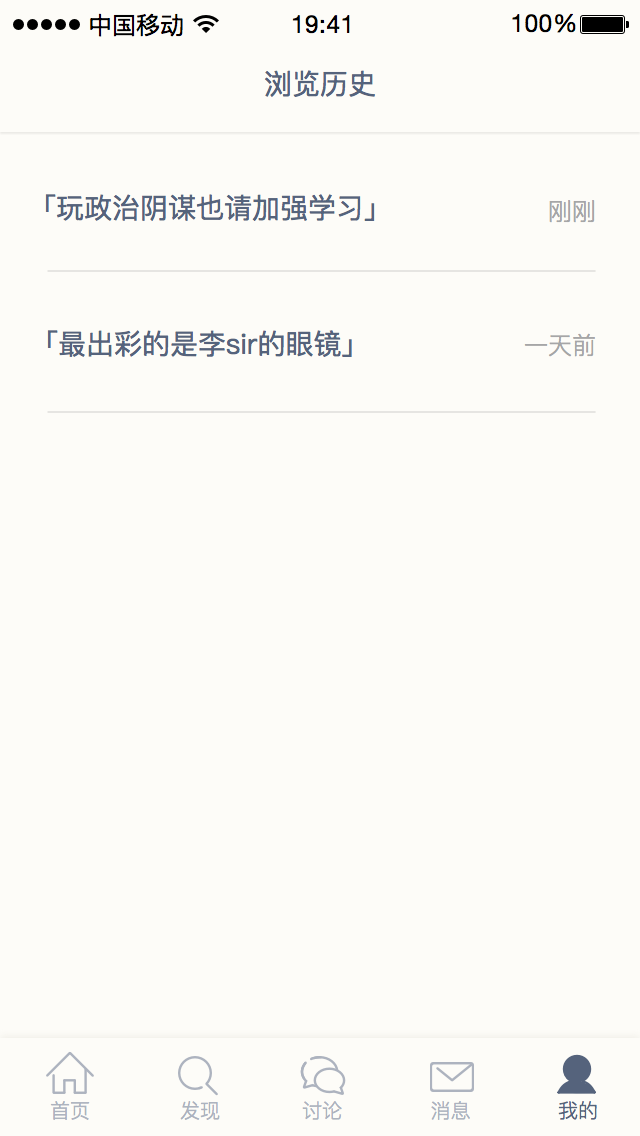 中国移动 19:41 100%
浏览历史
「玩政治阴谋也请加强学习」 刚刚
「最出彩的是李sir的眼镜」 一天前
首页 发现 讨论 消息 我的